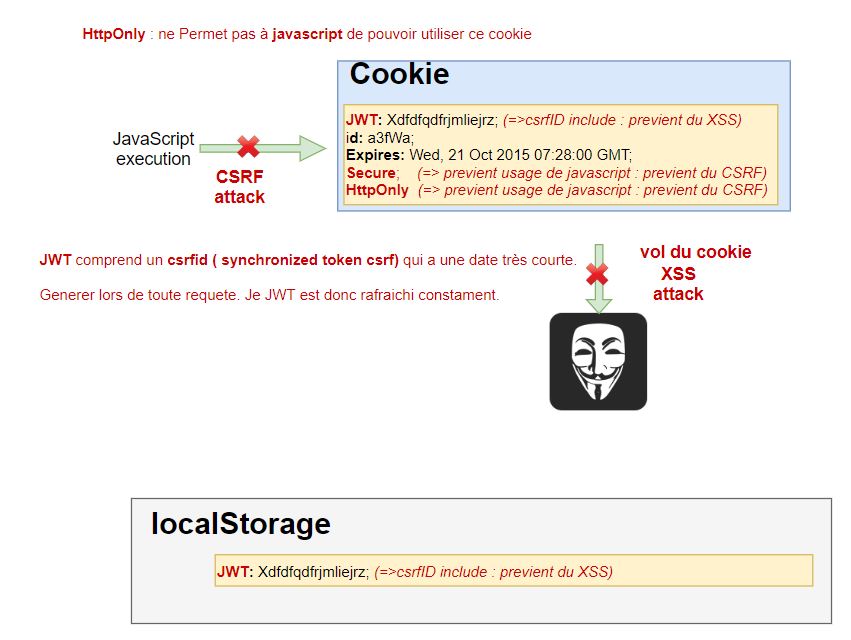 HttpOnly : ne Permet pas à javascript de pouvoir utiliser ce cookie
Cookie
JWT: Xdfdfqdfrjmliejrz; (=>csrfID include : previent du XSS)
id: a3fWa;
Expires: Wed, 21 Oct 2015 07:28:00 GMT;
Secure; (=> previent usage de javascript : previent du CSRF)
HttpOnly (=> previent usage de javascript : previent du CSRF)
JavaScript
execution
CSRF
attack
JWT comprend un csrfid ( synchronized token csrf) qui a une date très courte.
Generer lors de toute requete. Je JWT est donc rafraichi constament.
vol du cookie
XSS
attack
localStorage
JWT: Xdfdfqdfrjmliejrz; (=>csrfID include : previent du XSS)